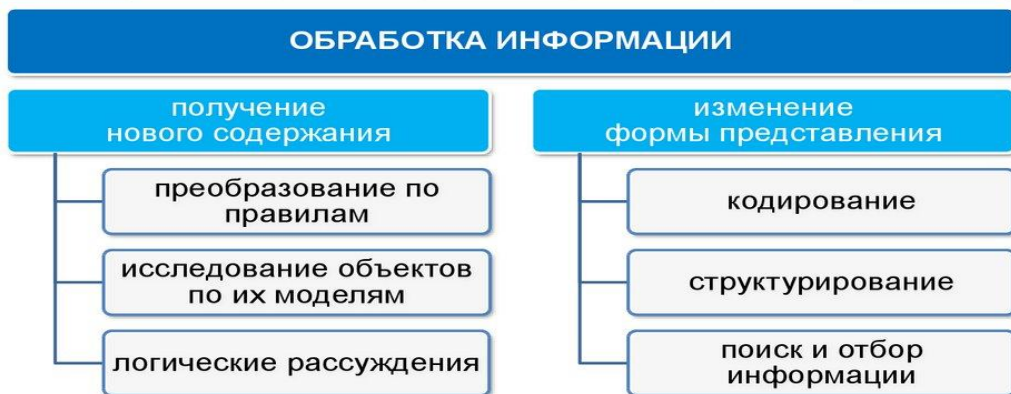 ОБРАБОТКА ИНФОРМАЦИИ
получение
нового содержания
преобразование по
правилам
исследование объектов
по их моделям
логические рассуждения
изменение
формы представления
кодирование
структурирование
поиск и отбор
информации